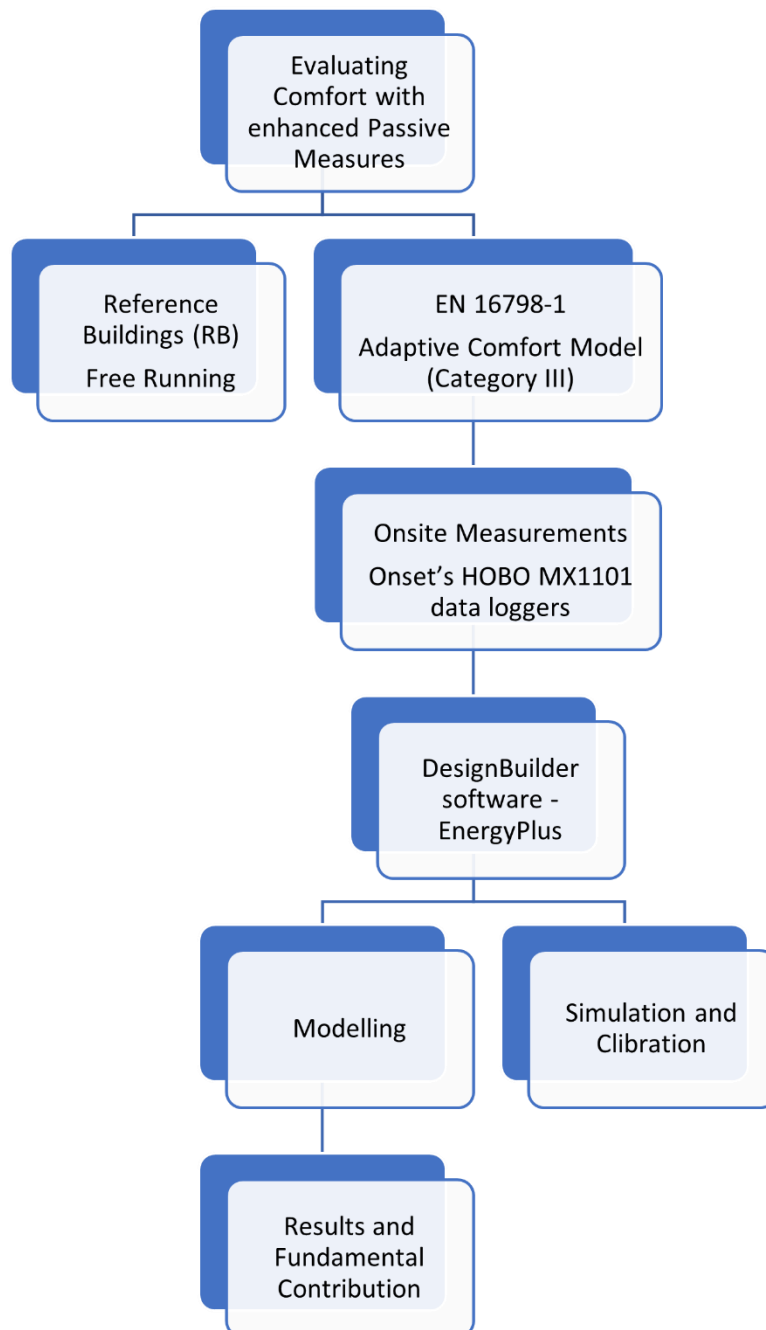 Evaluating
Comfort with
enhanced Passive
Measures
Reference
Buildings (RB)
Free Running
EN 16798-1
Adaptive Comfort Model
(Category III)
Onsite Measurements
Onset's HOBO MX1101
data loggers
DesignBuilder
software -
EnergyPlus
Modelling
Simulation and
Clibration
Results and
Fundamental
Contribution